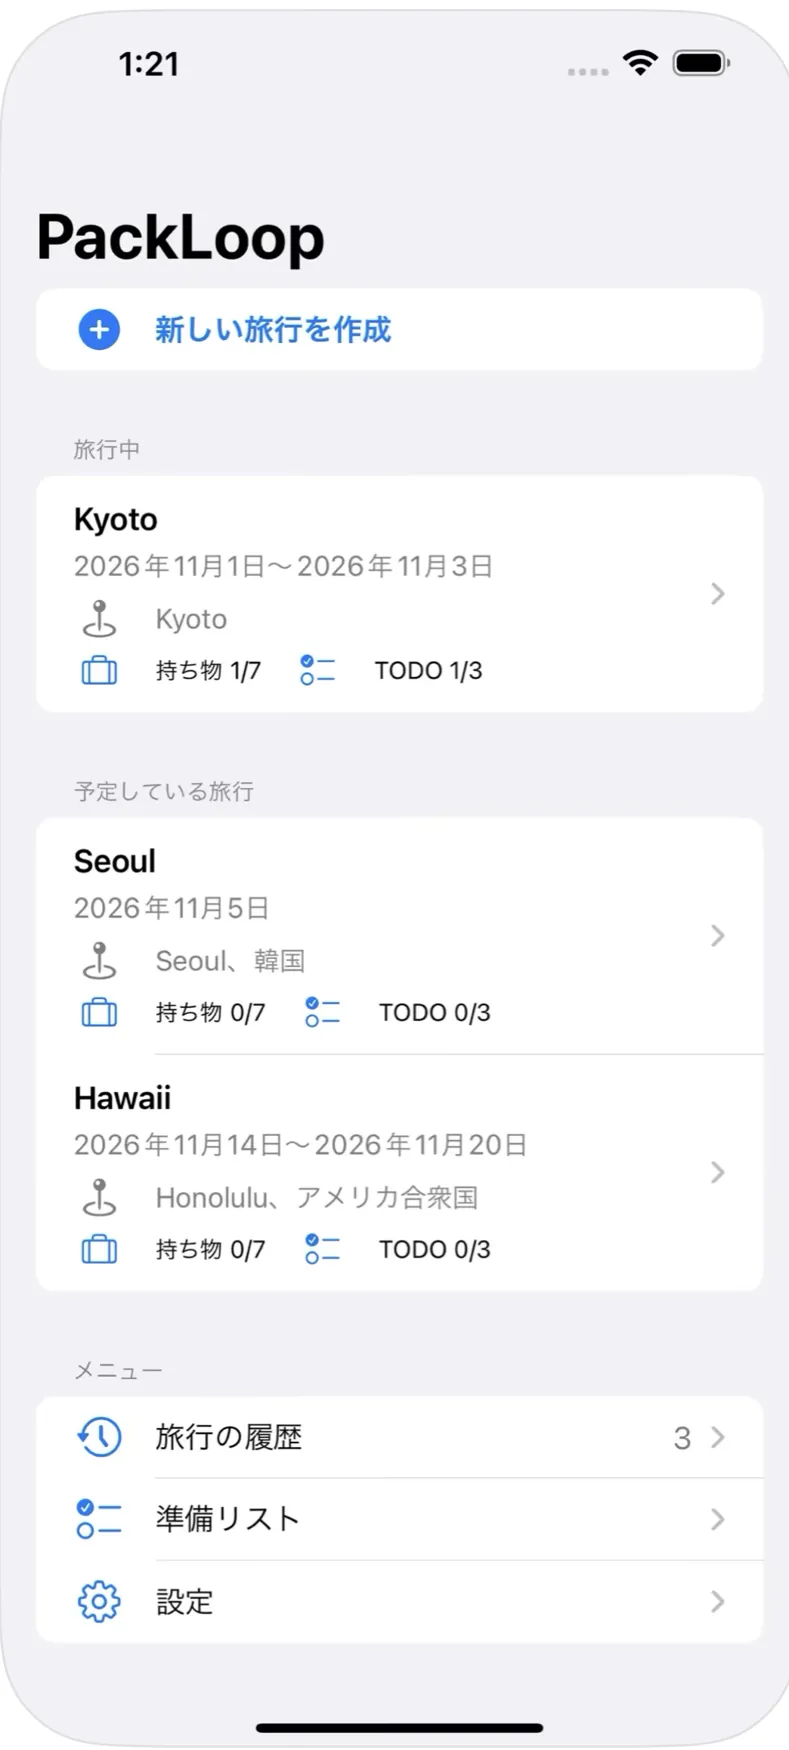 1:21
PackLoop
新しい旅行を作成
旅行中
Kyoto
2026年11月1日～2026年11月3日
Kyoto
持ち物 1/7 TODO 1/3
予定している旅行
Seoul
2026年11月5日
Seoul、韓国
持ち物 0/7 TODO 0/3
Hawaii
2026年11月14日～2026年11月20日
Honolulu、アメリカ合衆国
持ち物 0/7 TODO 0/3
メニュー
旅行の履歴 3
準備リスト
設定